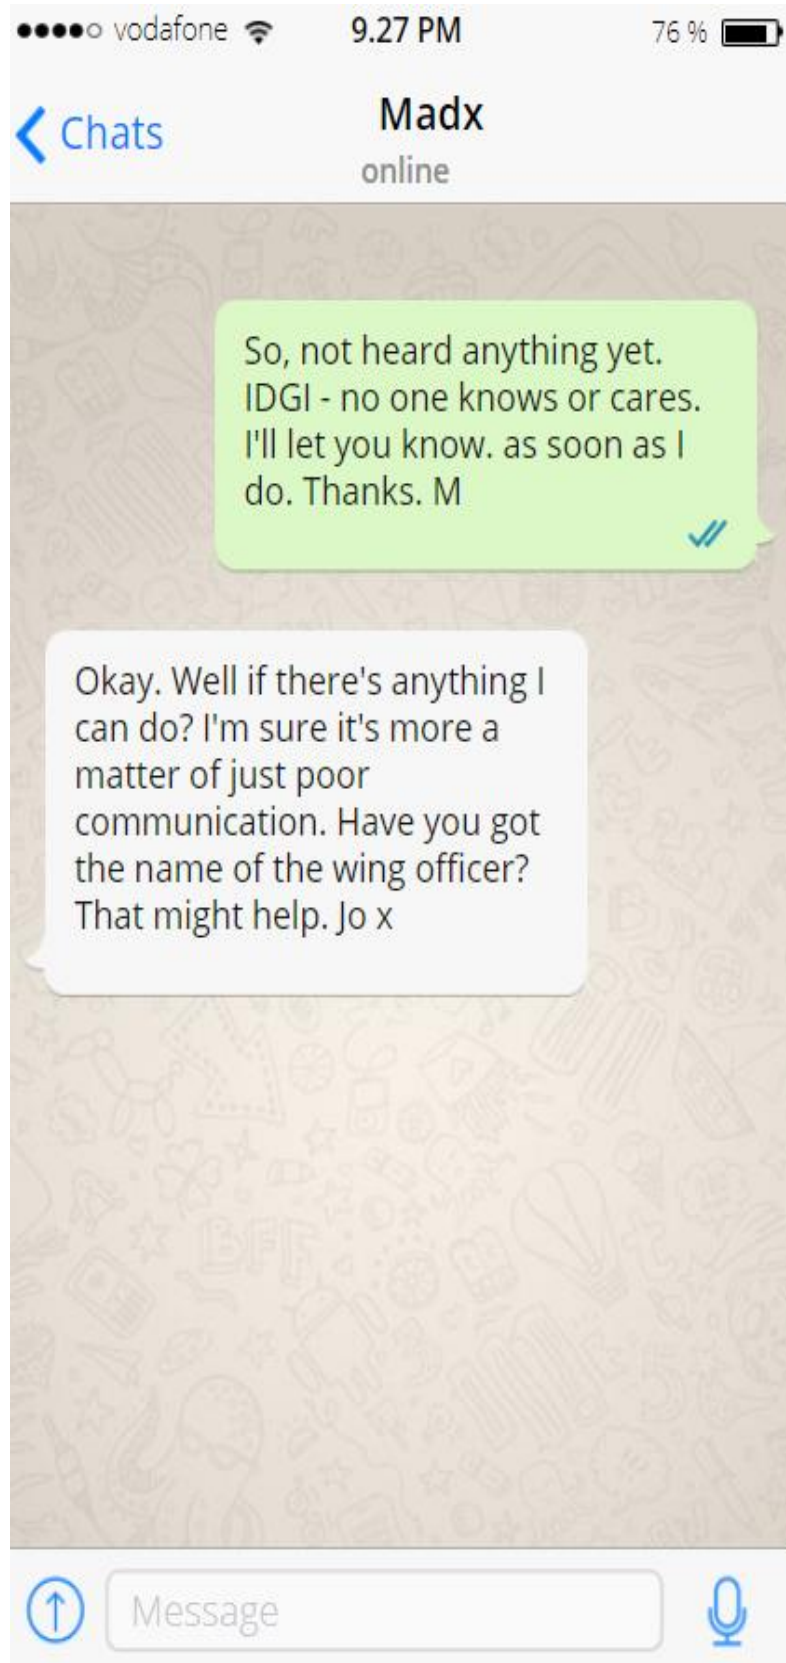 vodafone 9.27 PM 76 %
Chats Madx
online
So, not heard anything yet.
IDGI - no one knows or cares.
I'll let you know. as soon as I
do. Thanks. M
Okay. Well if there's anything I
can do? I'm sure it's more a
matter of just poor
communication. Have you got
the name of the wing officer?
That might help. Jo x
BFF
Message